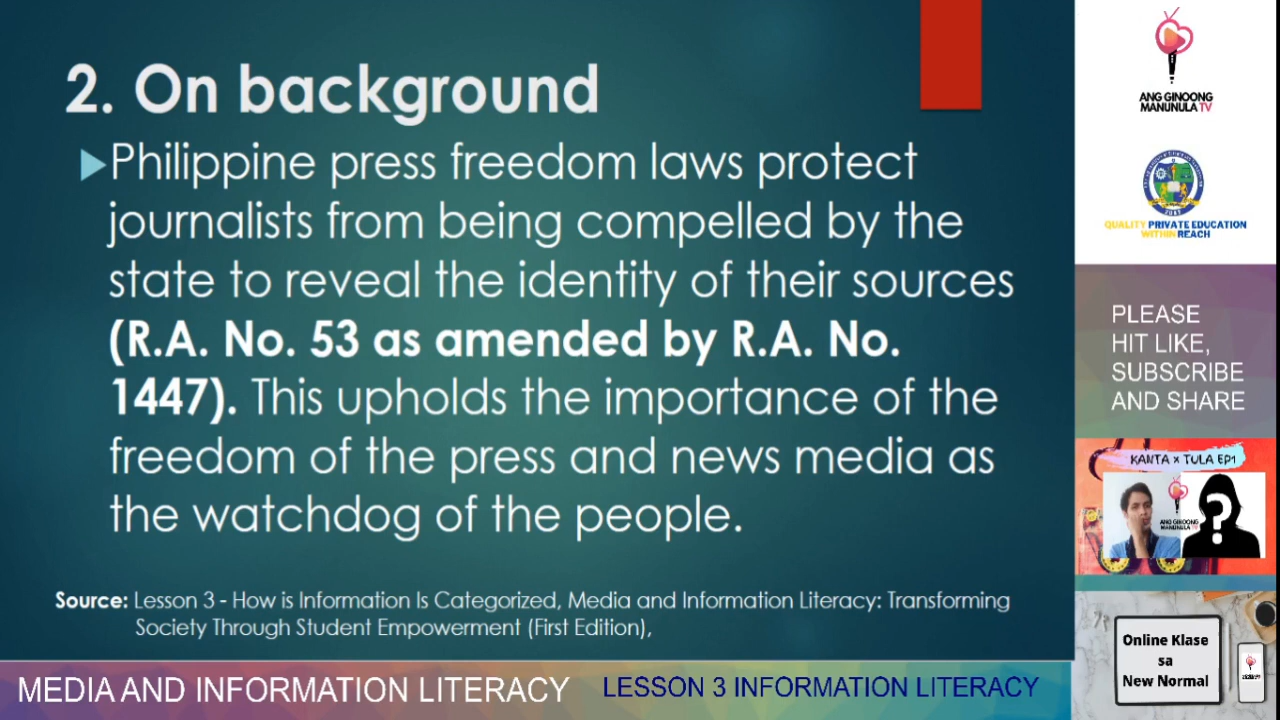 2. On background
Philippine press freedom laws protect
journalists from being compelled by the
state to reveal the identity of their sources
(R.A. No. 53 as amended by R.A. No.
1447). This upholds the importance of the
freedom of the press and news media as
the watchdog of the people.
Source: Lesson 3 - How is Information Is Categorized, Media and Information Literacy: Transforming
Society Through Student Empowerment (First Edition),
MEDIA AND INFORMATION LITERACY
LESSON 3 INFORMATION LITERACY
ANG GINOONG
MANUNULA TV
QUALITY PRIVATE EDUCATION
WITHIN REACH
PLEASE
HIT LIKE,
SUBSCRIBE
AND SHARE
KANTA x TULA EP1
ANG GINOONG
MANUNULA TV
?
Online Klase
sa
New Normal